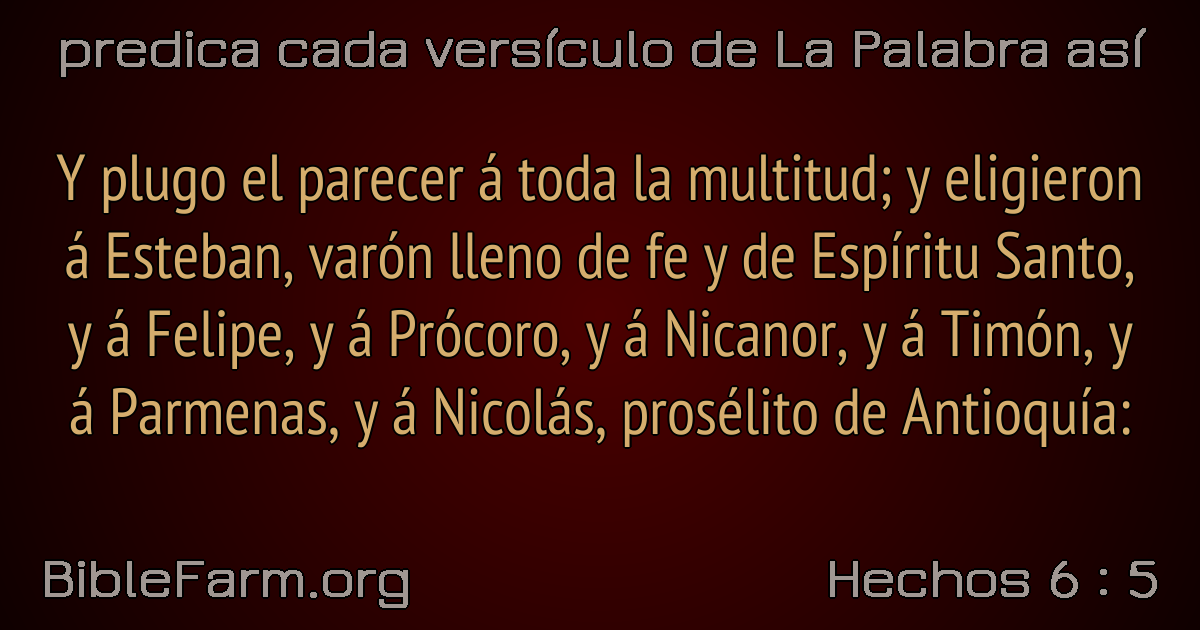 predica cada versículo de La Palabra así
Y plugo el parecer á toda la multitud; y eligieron
á Esteban, varón lleno de fe y de Espíritu Santo,
y á Felipe, y á Prócoro, y á Nicanor, y á Timón, y
á Parmenas, y á Nicolás, prosélito de Antioquía:
BibleFarm.org
Hechos 6 : 5